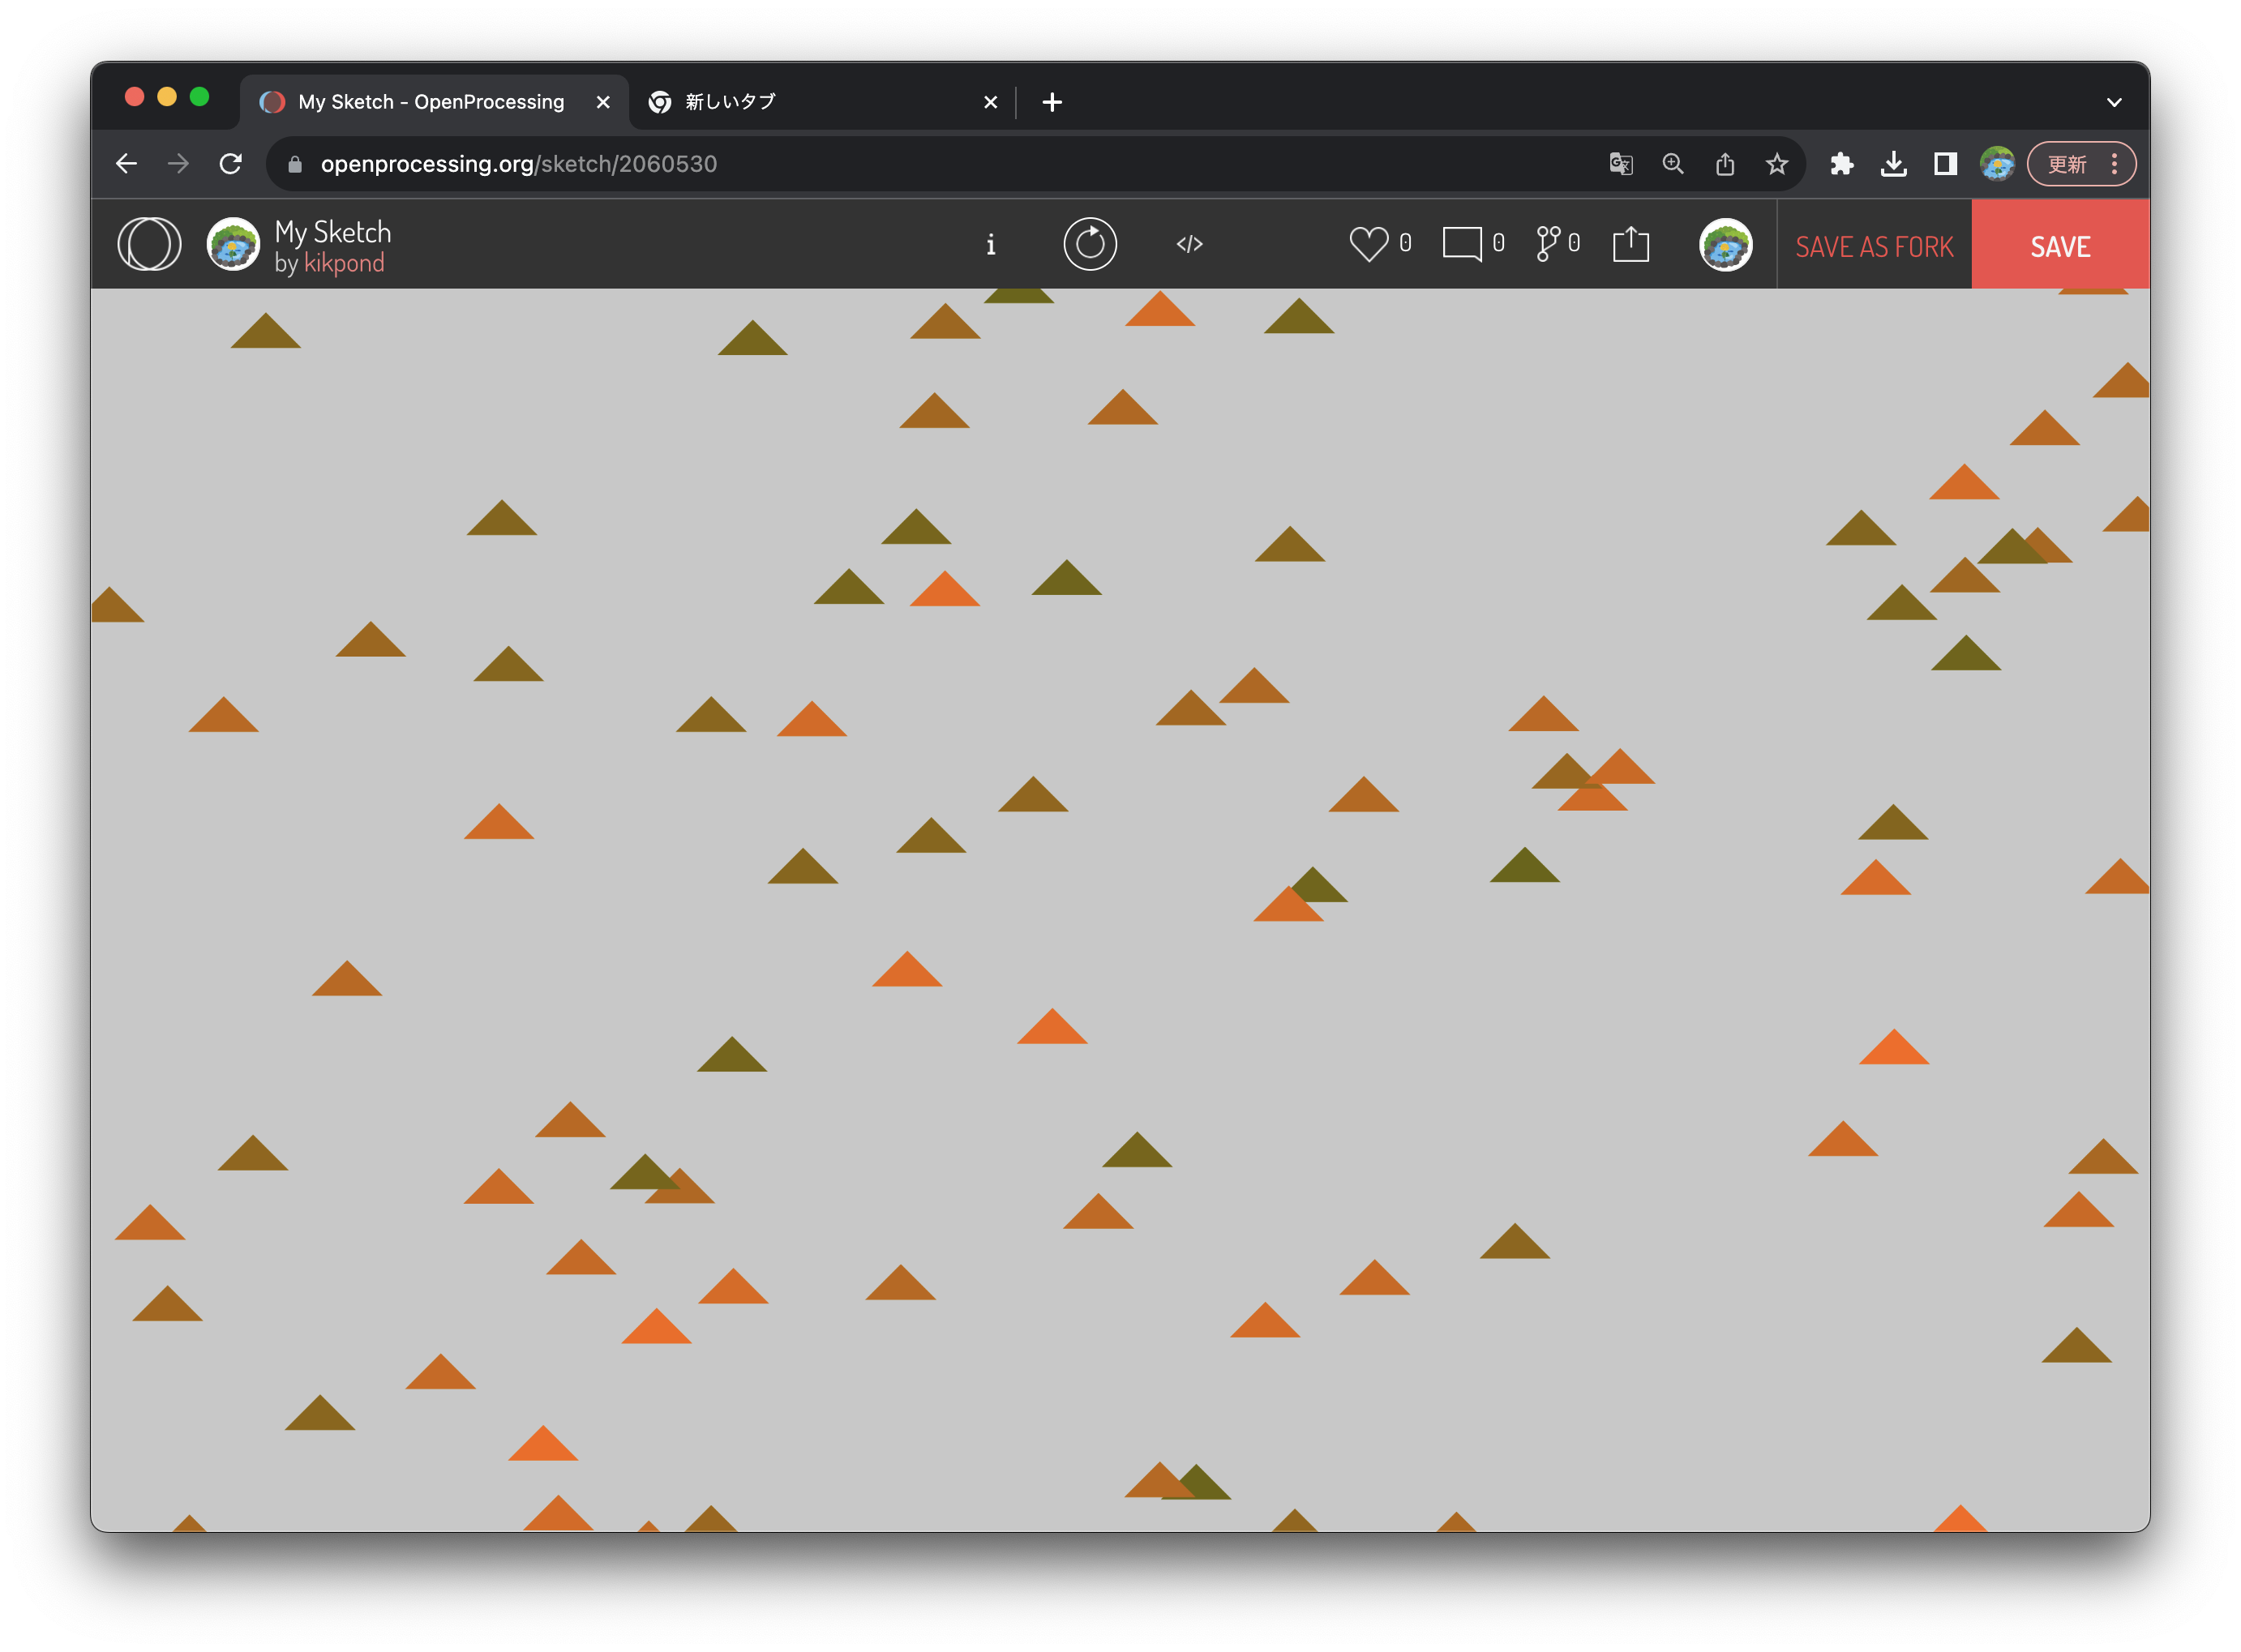 My Sketch - OpenProcessing
新しいタブ
openprocessing.org/sketch/2060530
更新
My Sketch
by kikpond
i
</>
0
0
0
SAVE AS FORK
SAVE